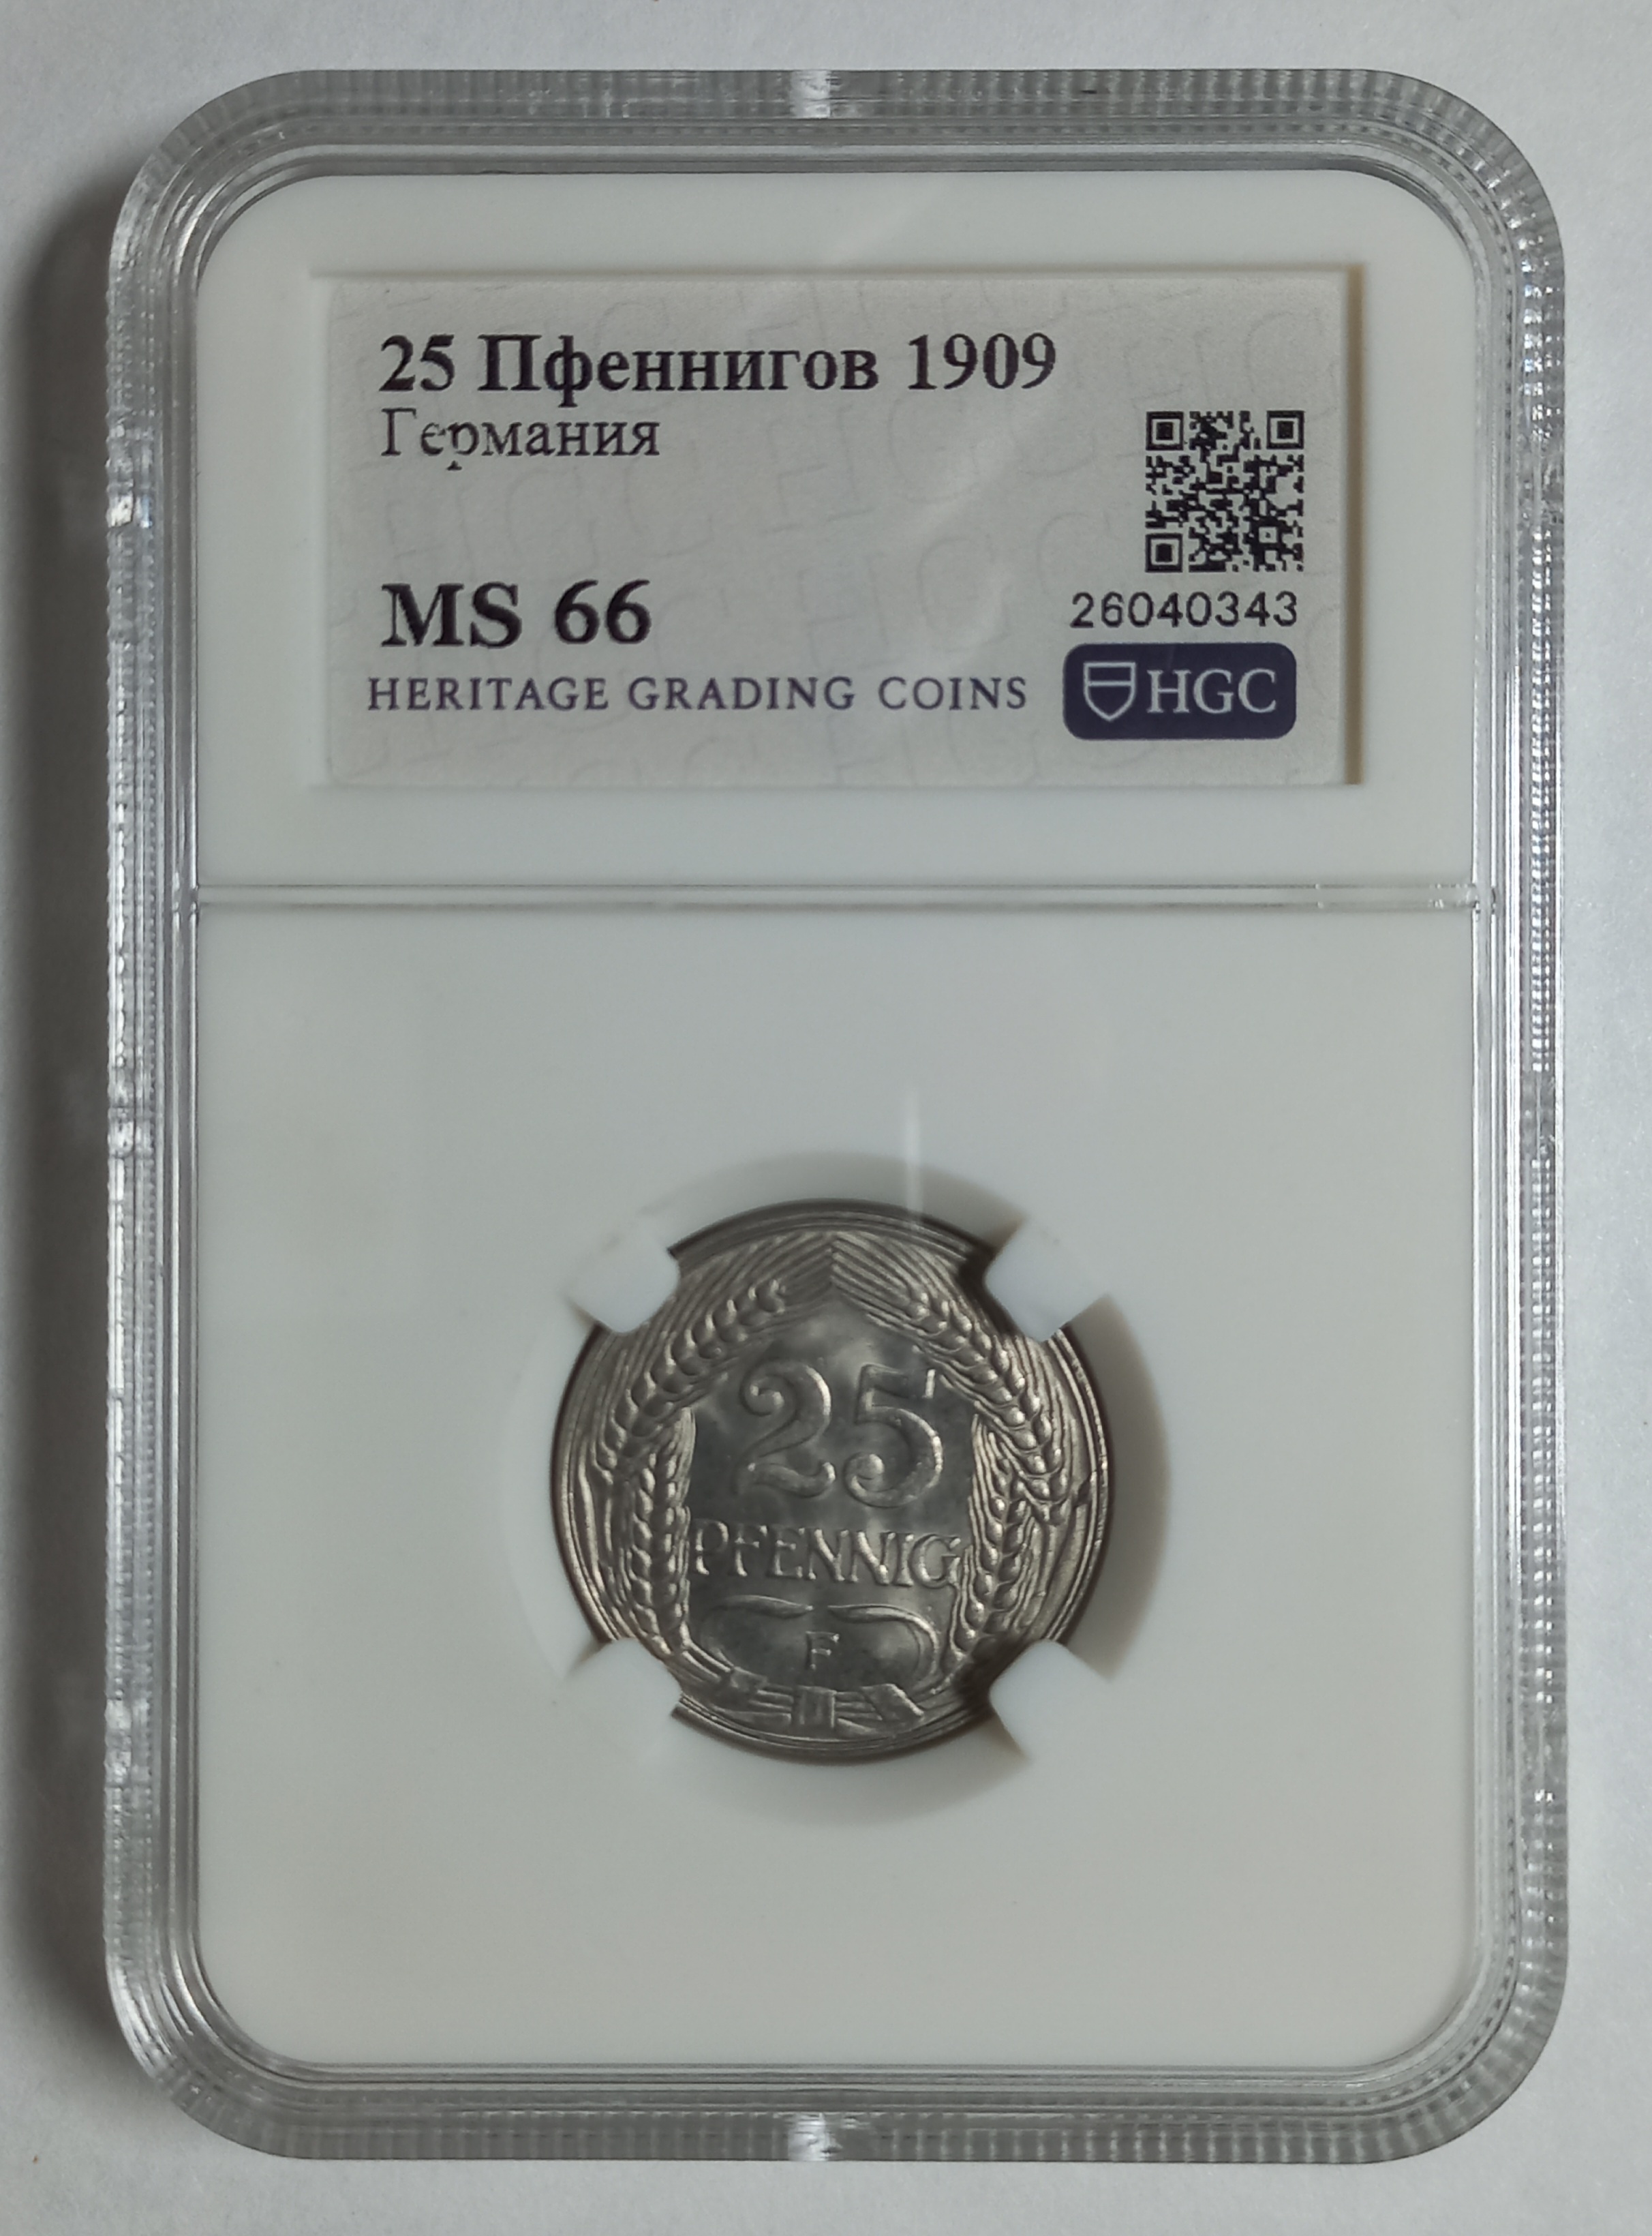 25 Пфеннигов 1909
Германия
MS 66
26040343
HERITAGE GRADING COINS
HGC
25
PFENNIG
F